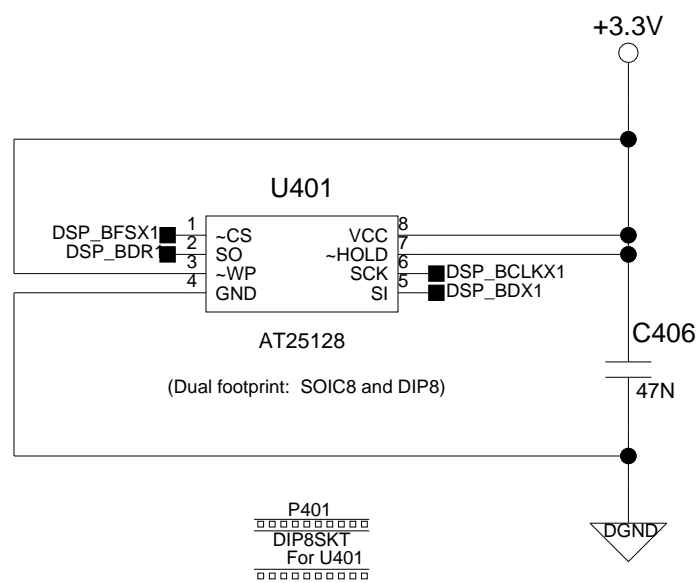 +3.3V
U401
DSP_BFSX1 1 ~CS VCC 8
DSP_BDR1 2 SO ~HOLD 7
3 ~WP SCK 6 DSP_BCLKX1
4 GND SI 5 DSP_BDX1
AT25128
C406
(Dual footprint: SOIC8 and DIP8)
47N
P401
DIP8SKT
For U401
DGND